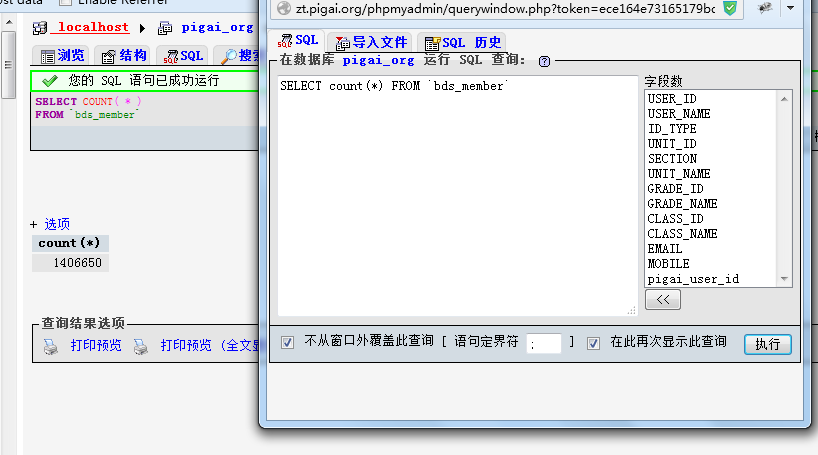 ost data Enable Referrer
localhost pigai_org
浏览 结构 SQL 搜索
您的 SQL 语句已成功运行
SELECT COUNT( * )
FROM `bds_member`
+ 选项
count(*)
1406650
查询结果选项
打印预览 打印预览 (全文显
zt.pigai.org/phpmyadmin/querywindow.php?token=ece164e73165179bc
SQL 导入文件 SQL 历史
在数据库 pigai_org 运行 SQL 查询:
SELECT count(*) FROM `bds_member`
字段数
USER_ID
USER_NAME
ID_TYPE
UNIT_ID
SECTION
UNIT_NAME
GRADE_ID
GRADE_NAME
CLASS_ID
CLASS_NAME
EMAIL
MOBILE
pigai_user_id
<<
不从窗口外覆盖此查询 [ 语句定界符 ; ] 在此再次显示此查询 执行